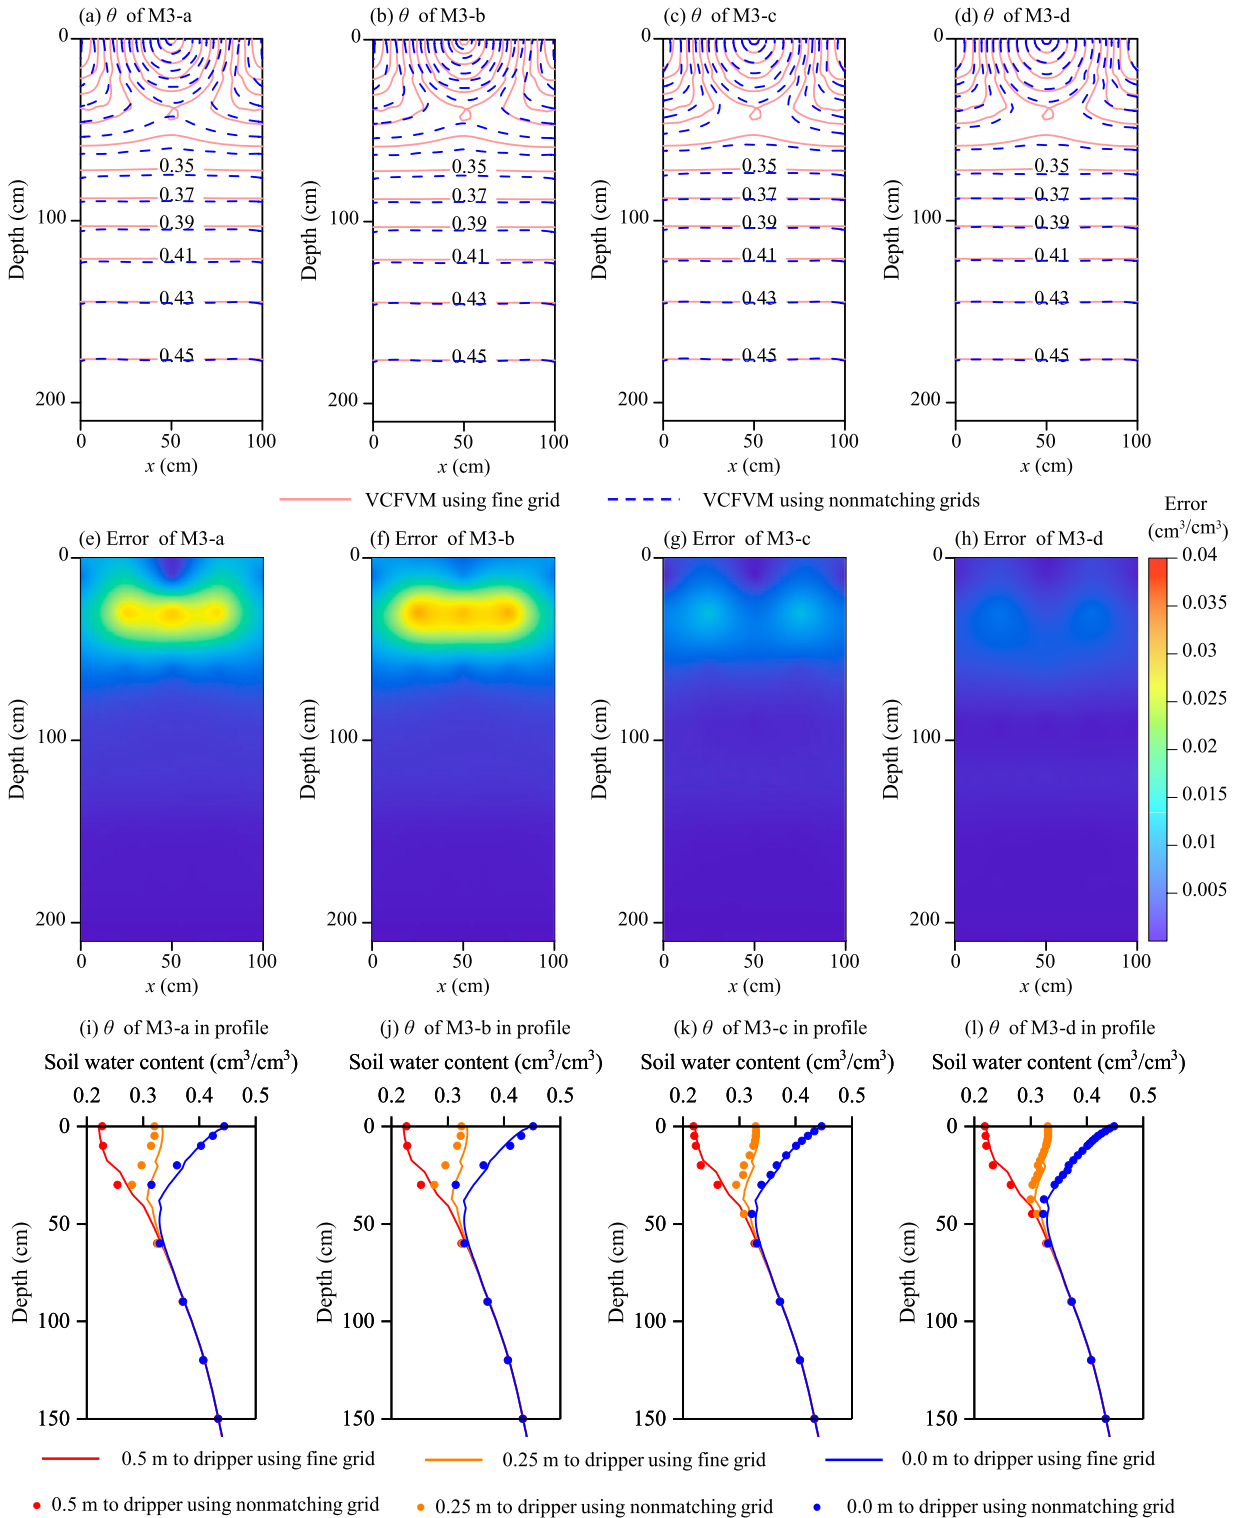 (a) θ of M3-a
(b) θ of M3-b
(c) θ of M3-c
(d) θ of M3-d
0
100
200
Depth (cm)
0.35
0.37
0.39
0.41
0.43
0.45
0 50 100
x (cm)
0
100
200
Depth (cm)
0.35
0.37
0.39
0.41
0.43
0.45
0 50 100
x (cm)
0
100
200
Depth (cm)
0.35
0.37
0.39
0.41
0.43
0.45
0 50 100
x (cm)
0
100
200
Depth (cm)
0.35
0.37
0.39
0.41
0.43
0.45
0 50 100
x (cm)
VCFVM using fine grid
VCFVM using nonmatching grids
(e) Error of M3-a
(f) Error of M3-b
(g) Error of M3-c
(h) Error of M3-d
Error
(cm³/cm³)
0.04
0.035
0.03
0.025
0.02
0.015
0.01
0.005
0
100
200
Depth (cm)
0 50 100
x (cm)
0
100
200
Depth (cm)
0 50 100
x (cm)
0
100
200
Depth (cm)
0 50 100
x (cm)
0
100
200
Depth (cm)
0 50 100
x (cm)
(i) θ of M3-a in profile
Soil water content (cm³/cm³)
0.2 0.3 0.4 0.5
0
50
100
150
Depth (cm)
(j) θ of M3-b in profile
Soil water content (cm³/cm³)
0.2 0.3 0.4 0.5
0
50
100
150
Depth (cm)
(k) θ of M3-c in profile
Soil water content (cm³/cm³)
0.2 0.3 0.4 0.5
0
50
100
150
Depth (cm)
(l) θ of M3-d in profile
Soil water content (cm³/cm³)
0.2 0.3 0.4 0.5
0
50
100
150
Depth (cm)
0.5 m to dripper using fine grid
0.25 m to dripper using fine grid
0.0 m to dripper using fine grid
0.5 m to dripper using nonmatching grid
0.25 m to dripper using nonmatching grid
0.0 m to dripper using nonmatching grid